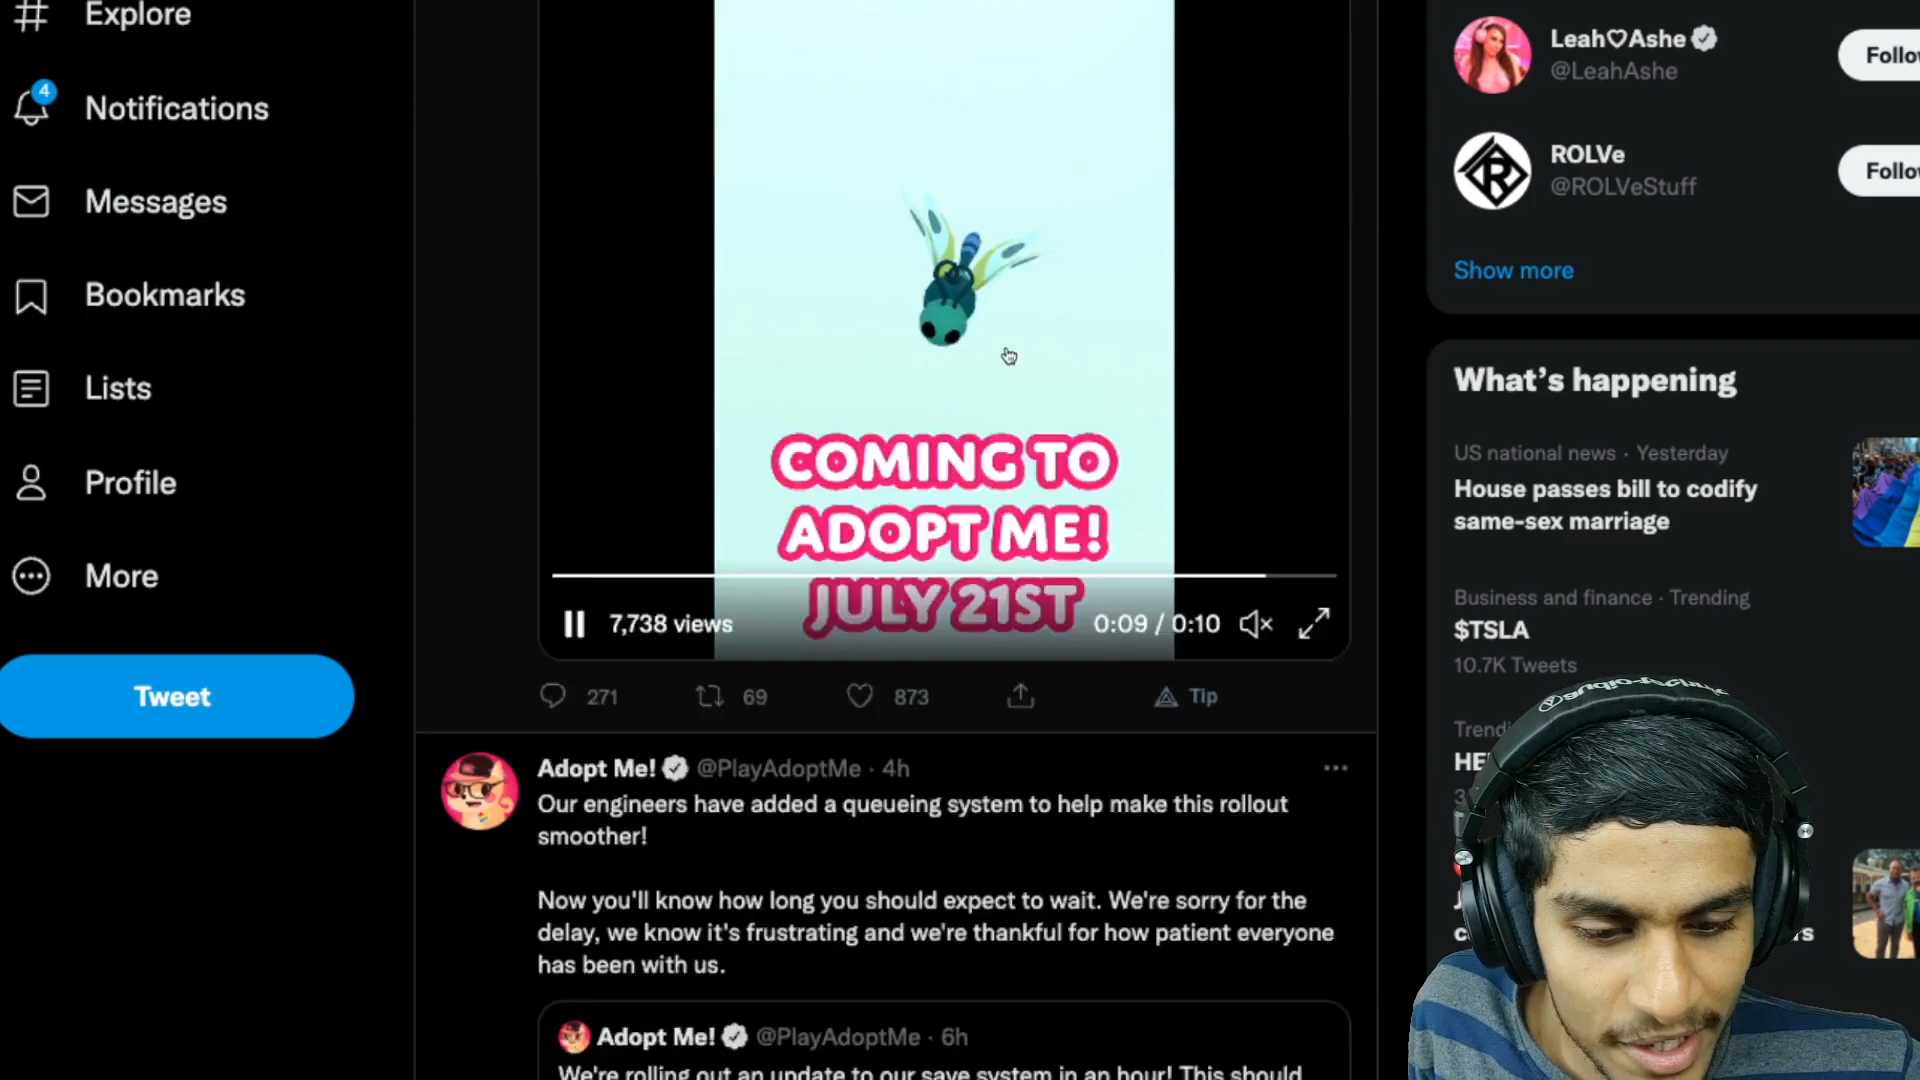 Explore
4
Notifications
Messages
Bookmarks
Lists
Profile
More
Tweet
COMING TO
ADOPT ME!
JULY 21ST
7,738 views
0:09 / 0:10
271
69
873
Tip
Adopt Me! @PlayAdoptMe · 4h
Our engineers have added a queueing system to help make this rollout
smoother!
Now you'll know how long you should expect to wait. We're sorry for the
delay, we know it's frustrating and we're thankful for how patient everyone
has been with us.
Adopt Me! @PlayAdoptMe · 6h
We're rolling out an update to our save system in an hour! This should
Leah♡Ashe
@LeahAshe
Follo
ROLVe
@ROLVeStuff
Follo
Show more
What's happening
US national news · Yesterday
House passes bill to codify
same-sex marriage
Business and finance · Trending
$TSLA
10.7K Tweets
Trendi
HE